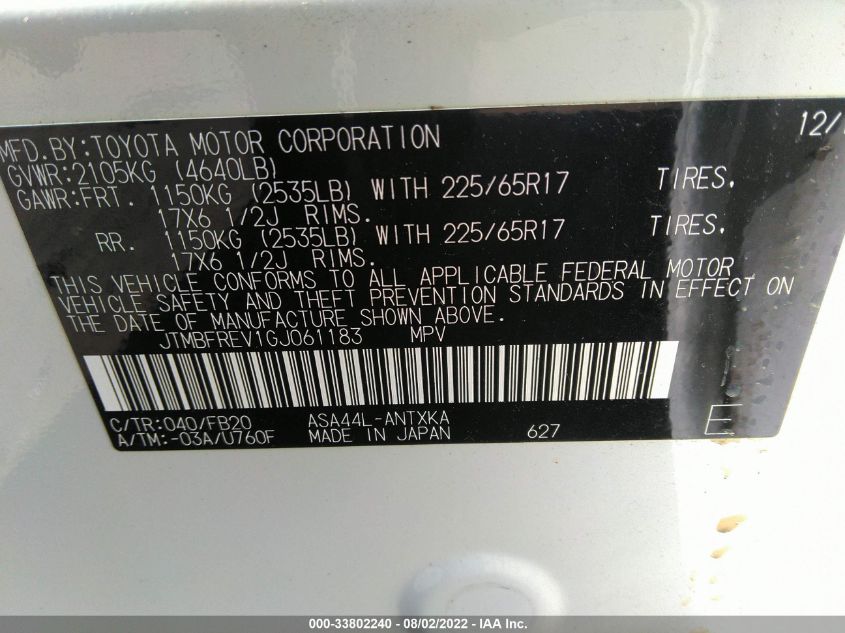 MFD.BY:TOYOTA MOTOR CORPORATION 12/
GVWR:2105KG (4640LB)
GAWR:FRT. 1150KG (2535LB) WITH 225/65R17 TIRES,
17X6 1/2J RIMS.
RR. 1150KG (2535LB) WITH 225/65R17 TIRES,
17X6 1/2J RIMS.
THIS VEHICLE CONFORMS TO ALL APPLICABLE FEDERAL MOTOR
VEHICLE SAFETY AND THEFT PREVENTION STANDARDS IN EFFECT ON
THE DATE OF MANUFACTURE SHOWN ABOVE.
JTMBFREV1GJ061183 MPV
C/TR:040/FB20 ASA44L-ANTXKA
A/TM:-03A/U760F MADE IN JAPAN 627 E
000-33802240 - 08/02/2022 - IAA Inc.